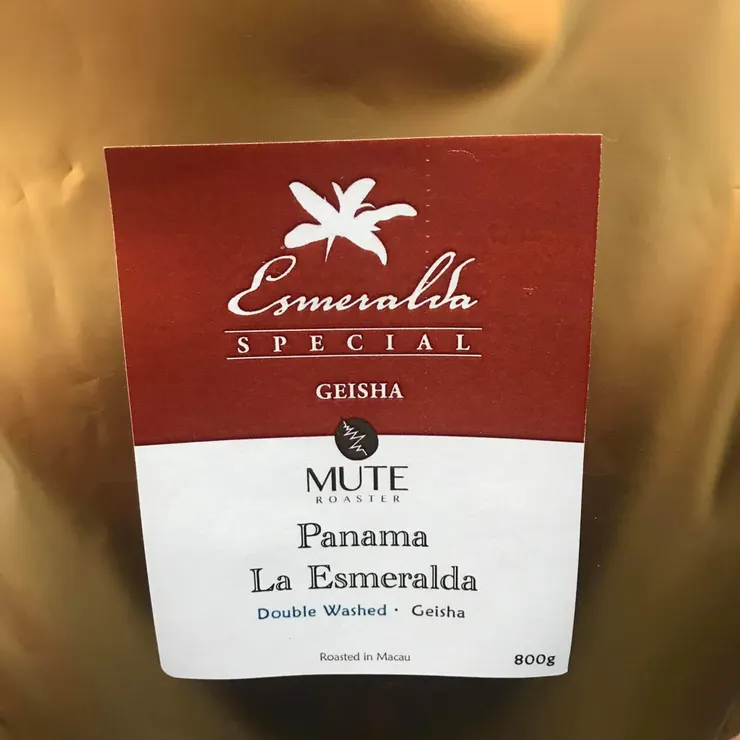 Esmeralda
SPECIAL
GEISHA
MUTE
ROASTER
Panama
La Esmeralda
Double Washed · Geisha
Roasted in Macau 800g